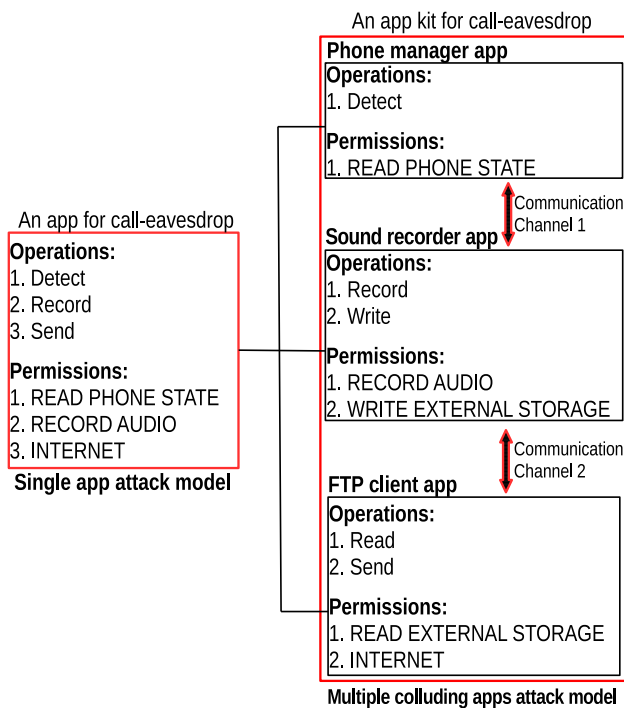 An app for call-eavesdrop
Operations:
1. Detect
2. Record
3. Send
Permissions:
1. READ PHONE STATE
2. RECORD AUDIO
3. INTERNET
Single app attack model
An app kit for call-eavesdrop
Phone manager app
Operations:
1. Detect
Permissions:
1. READ PHONE STATE
Communication
Channel 1
Sound recorder app
Operations:
1. Record
2. Write
Permissions:
1. RECORD AUDIO
2. WRITE EXTERNAL STORAGE
Communication
Channel 2
FTP client app
Operations:
1. Read
2. Send
Permissions:
1. READ EXTERNAL STORAGE
2. INTERNET
Multiple colluding apps attack model